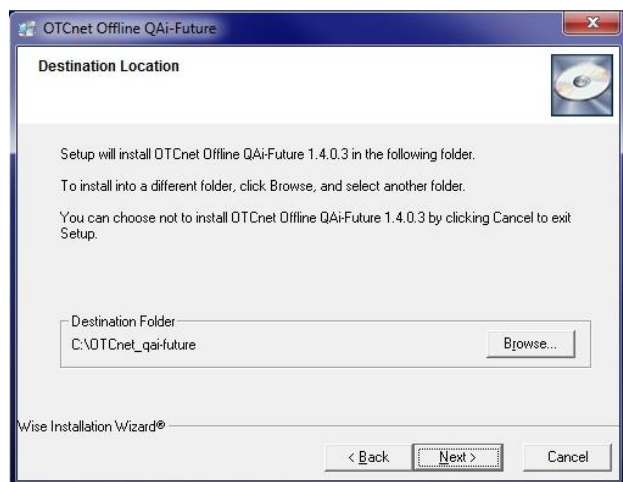 OTCnet Offline QAi-Future
Destination Location
Setup will install OTCnet Offline QAi-Future 1.4.0.3 in the following folder.
To install into a different folder, click Browse, and select another folder.
You can choose not to install OTCnet Offline QAi-Future 1.4.0.3 by clicking Cancel to exit
Setup.
Destination Folder
C:\OTCnet_qai-future
Browse...
Wise Installation Wizard®
< Back
Next >
Cancel